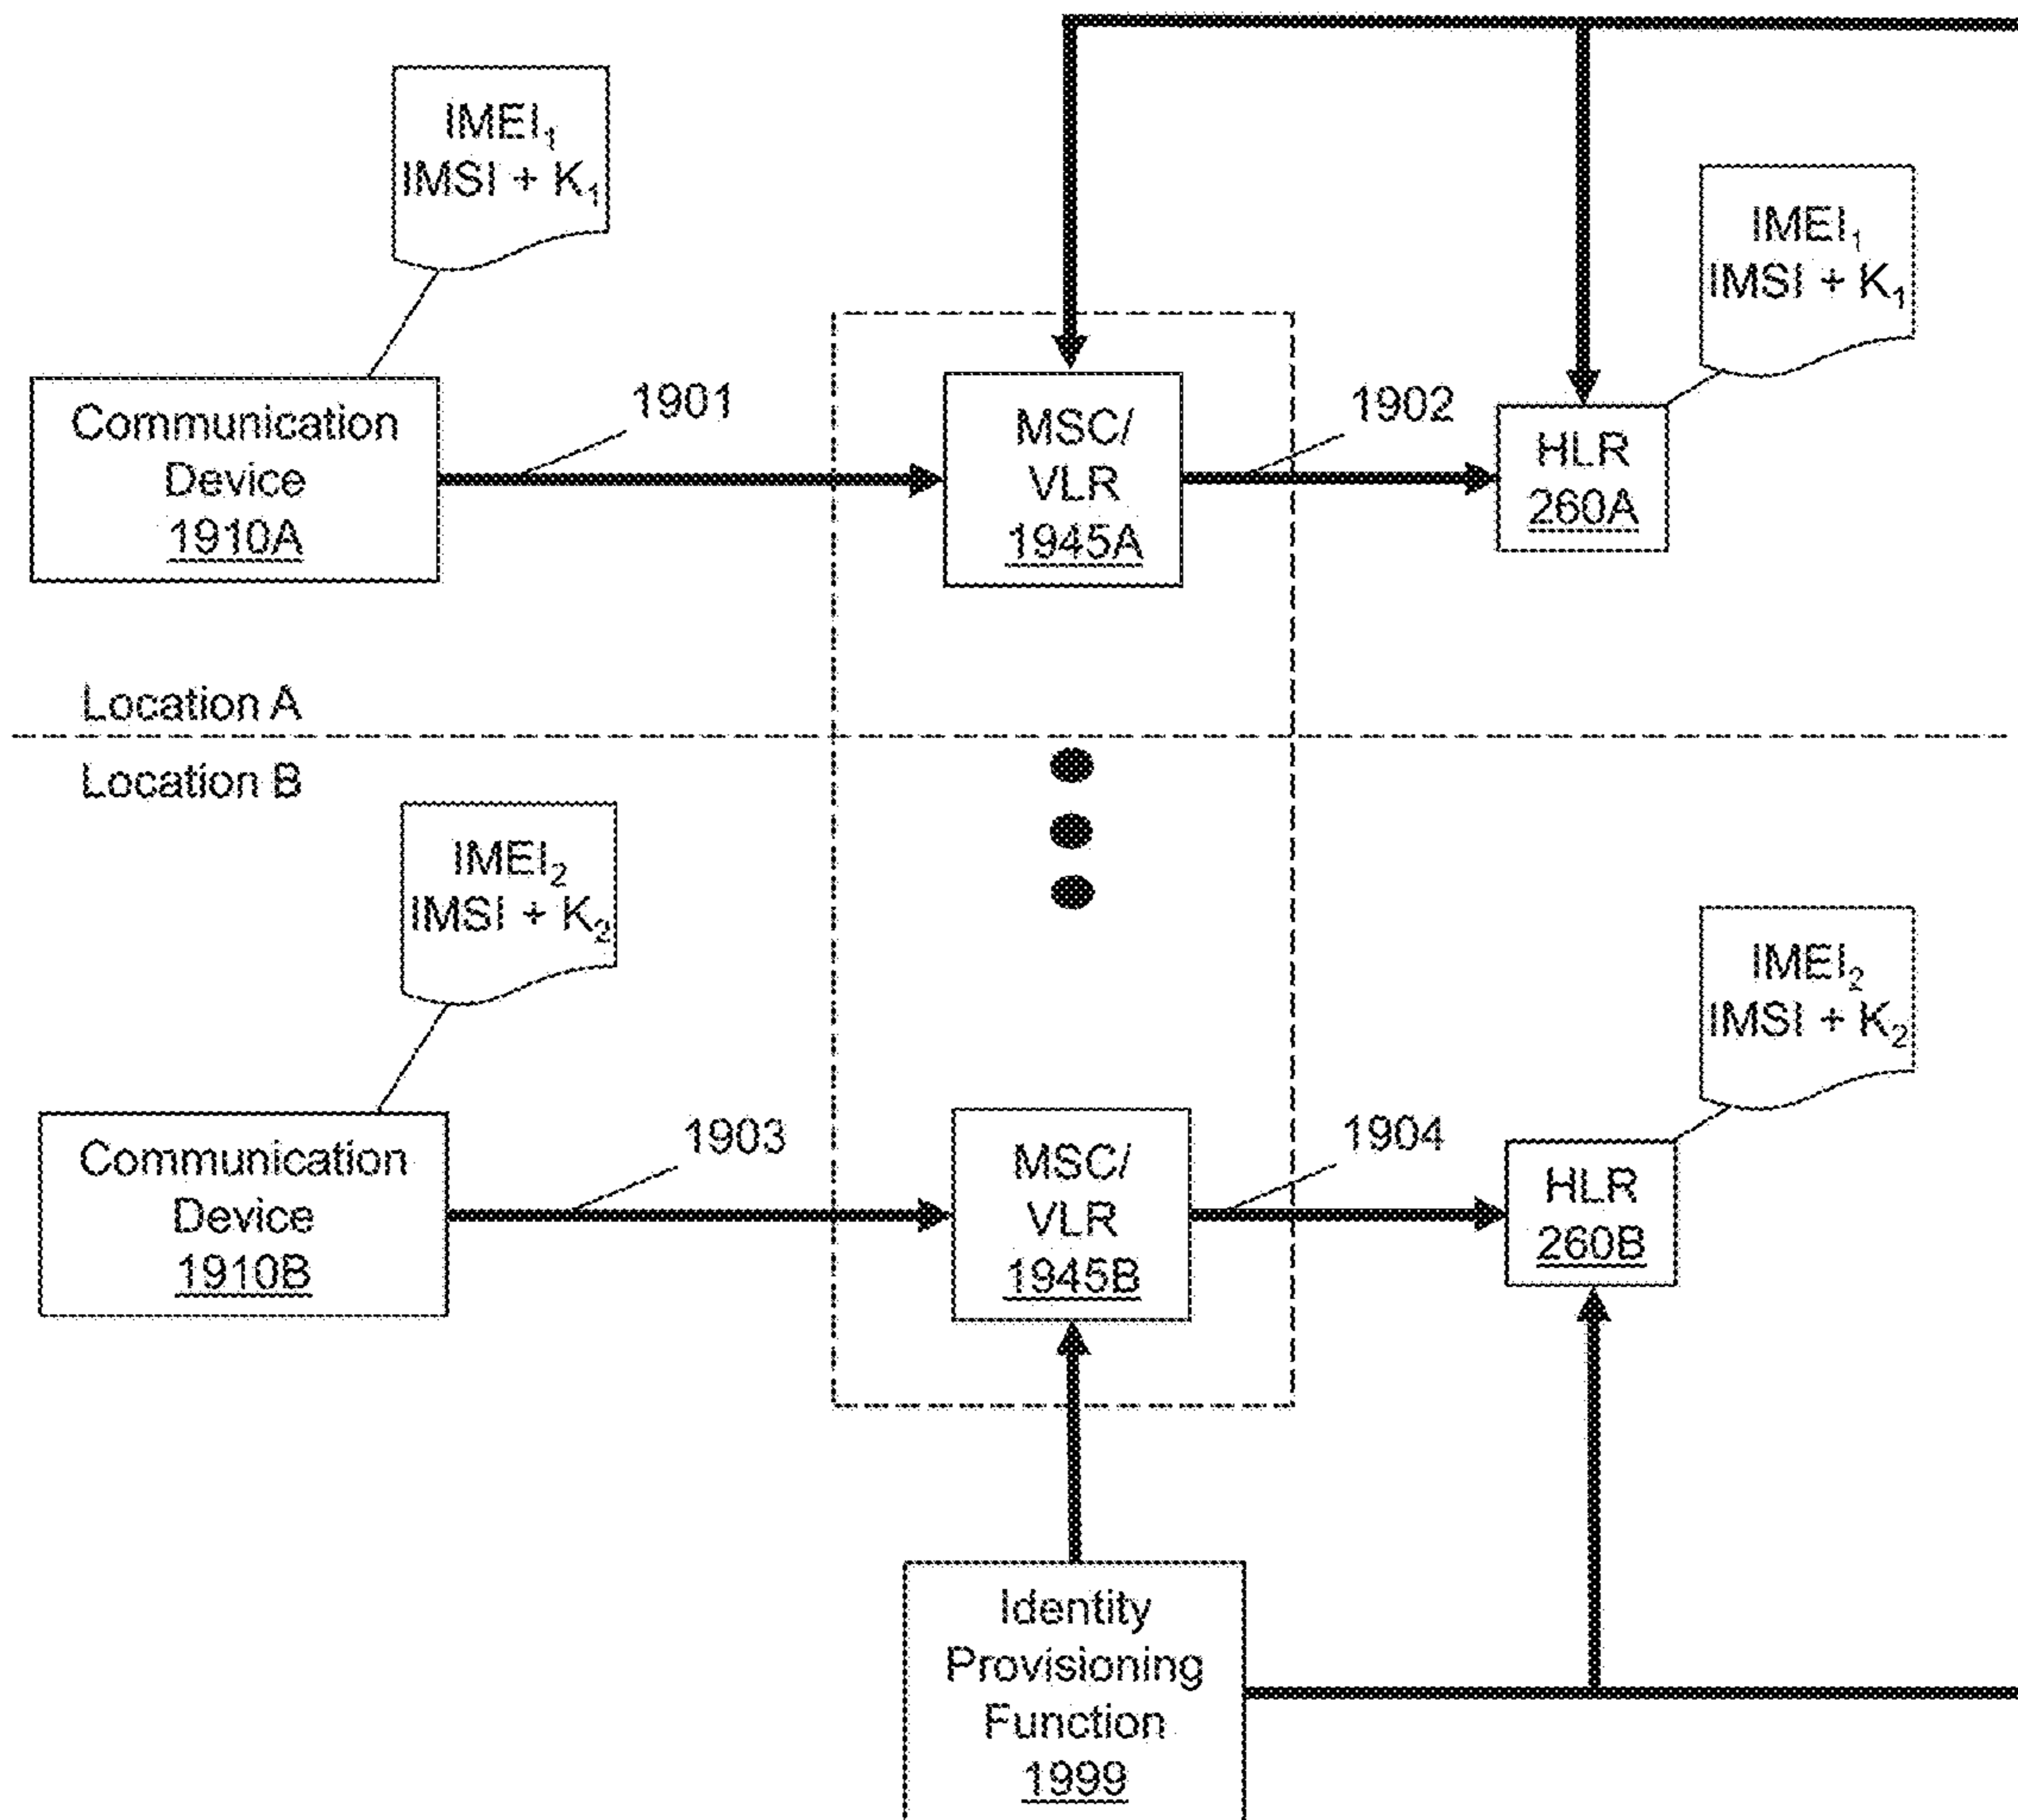 IMEI₁
IMSI + K₁
IMEI₁
IMSI + K₁
Communication
Device
1910A
1901
MSC/
VLR
1945A
1902
HLR
260A
Location A
Location B
IMEI₂
IMSI + K₂
IMEI₂
IMSI + K₂
Communication
Device
1910B
1903
MSC/
VLR
1945B
1904
HLR
260B
Identity
Provisioning
Function
1999